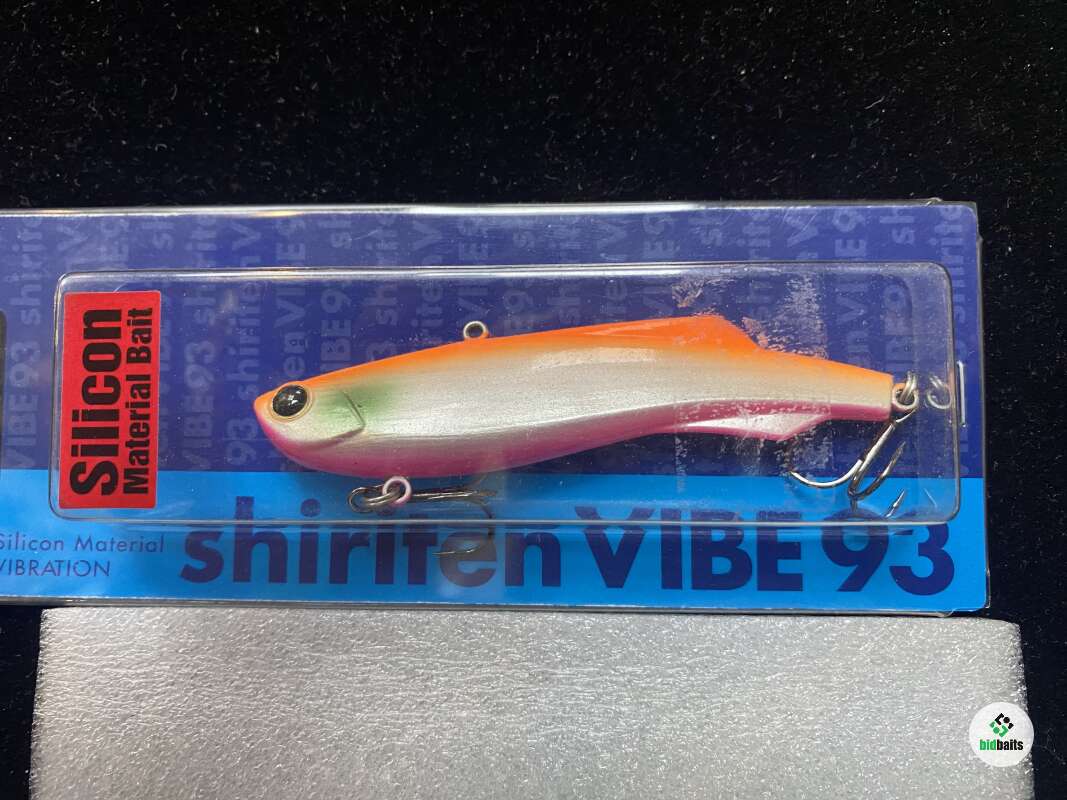 Silicon
Material Bait
Silicon Material
VIBRATION
shiriten VIBE 93
bidbaits